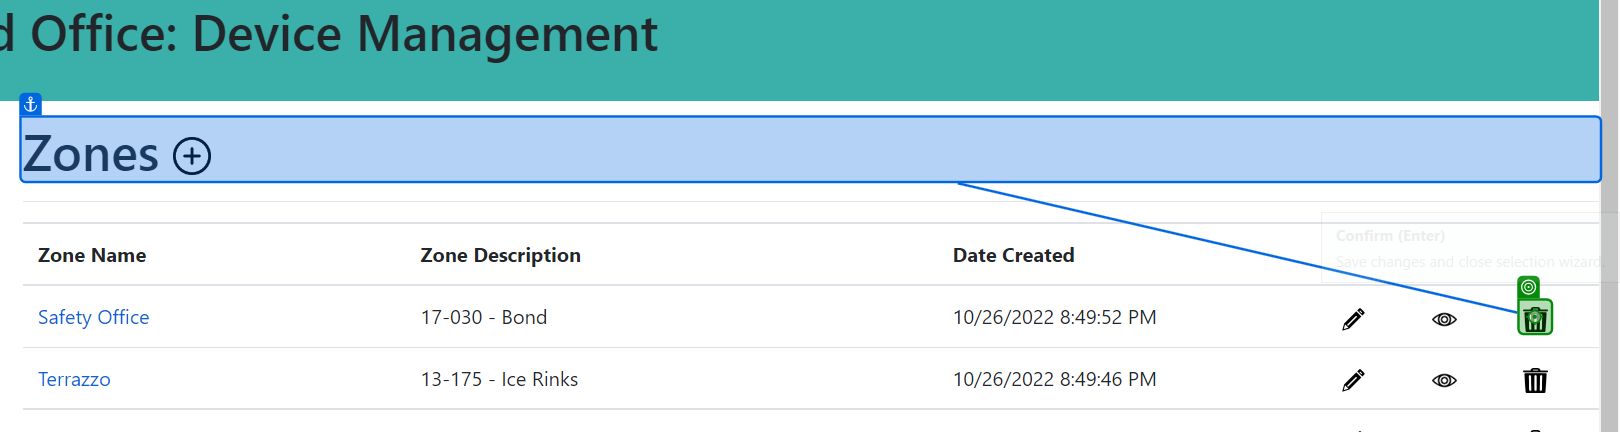 d Office: Device Management
Zones
Zone Name Zone Description Date Created
Confirm (Enter)
Save changes and close selection wizard.
Safety Office 17-030 - Bond 10/26/2022 8:49:52 PM
Terrazzo 13-175 - Ice Rinks 10/26/2022 8:49:46 PM